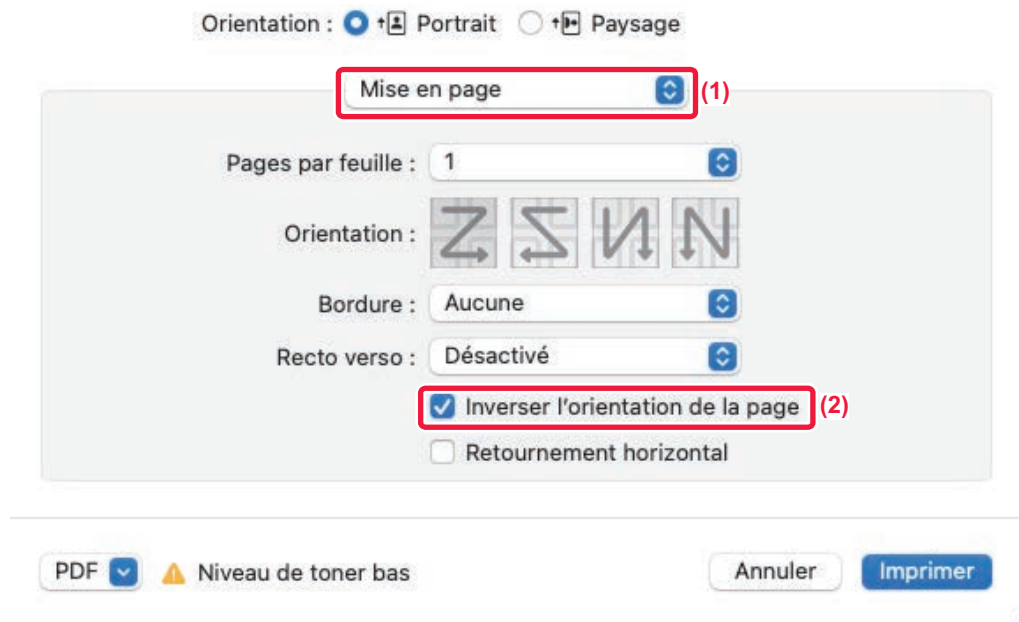 Orientation : Portrait Paysage
Mise en page (1)
Pages par feuille : 1
Orientation :
Bordure : Aucune
Recto verso : Désactivé
Inverser l'orientation de la page (2)
Retournement horizontal
PDF Niveau de toner bas Annuler Imprimer